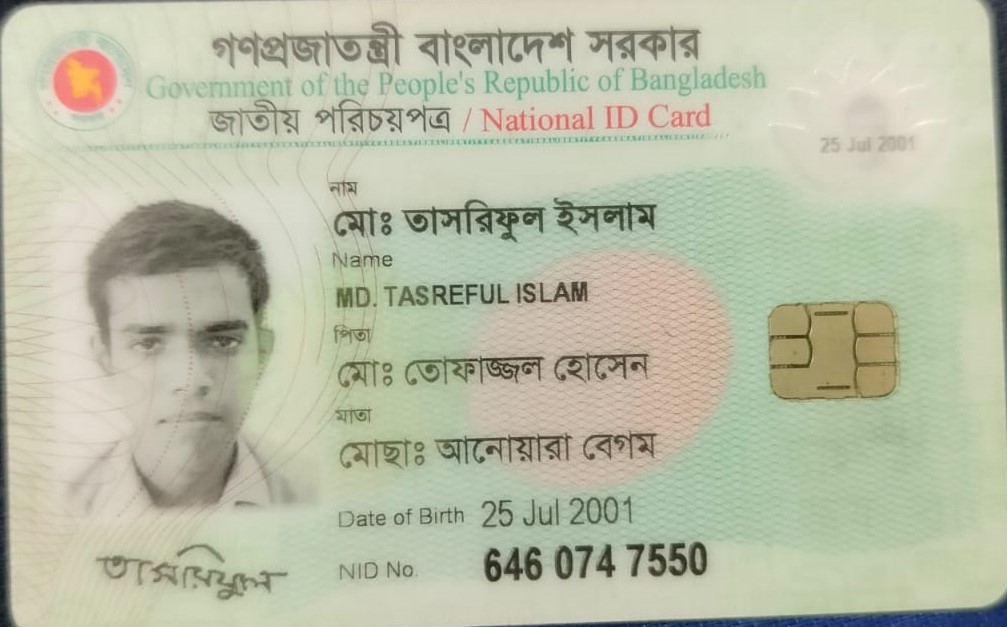 গণপ্রজাতন্ত্রী বাংলাদেশ সরকার
Government of the People's Republic of Bangladesh
জাতীয় পরিচয়পত্র / National ID Card
25 Jul 2001
নাম
মোঃ তাসরিফুল ইসলাম
Name
MD. TASREFUL ISLAM
পিতা
মোঃ তোফাজ্জল হোসেন
মাতা
মোছাঃ আনোয়ারা বেগম
Date of Birth 25 Jul 2001
NID No. 646 074 7550
তাসরিফুল